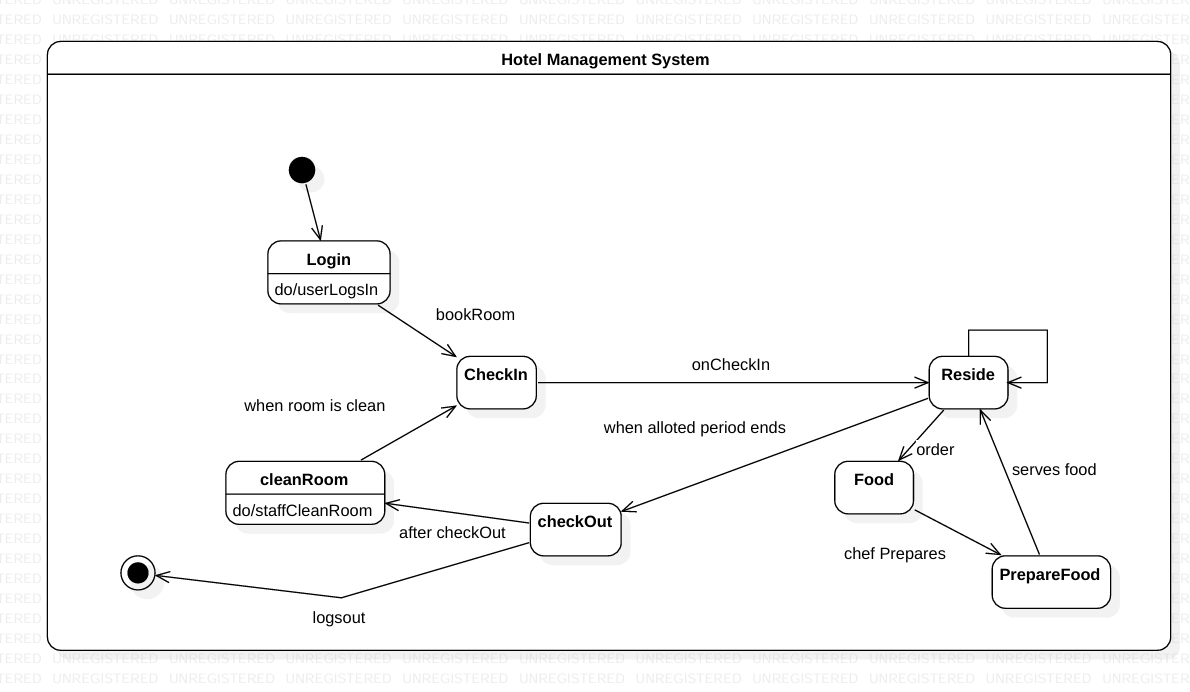 UNREGISTERED
Hotel Management System
Login
do/userLogsIn
bookRoom
CheckIn
onCheckIn
Reside
when room is clean
when alloted period ends
order
cleanRoom
do/staffCleanRoom
Food
serves food
checkOut
after checkOut
chef Prepares
PrepareFood
logsout